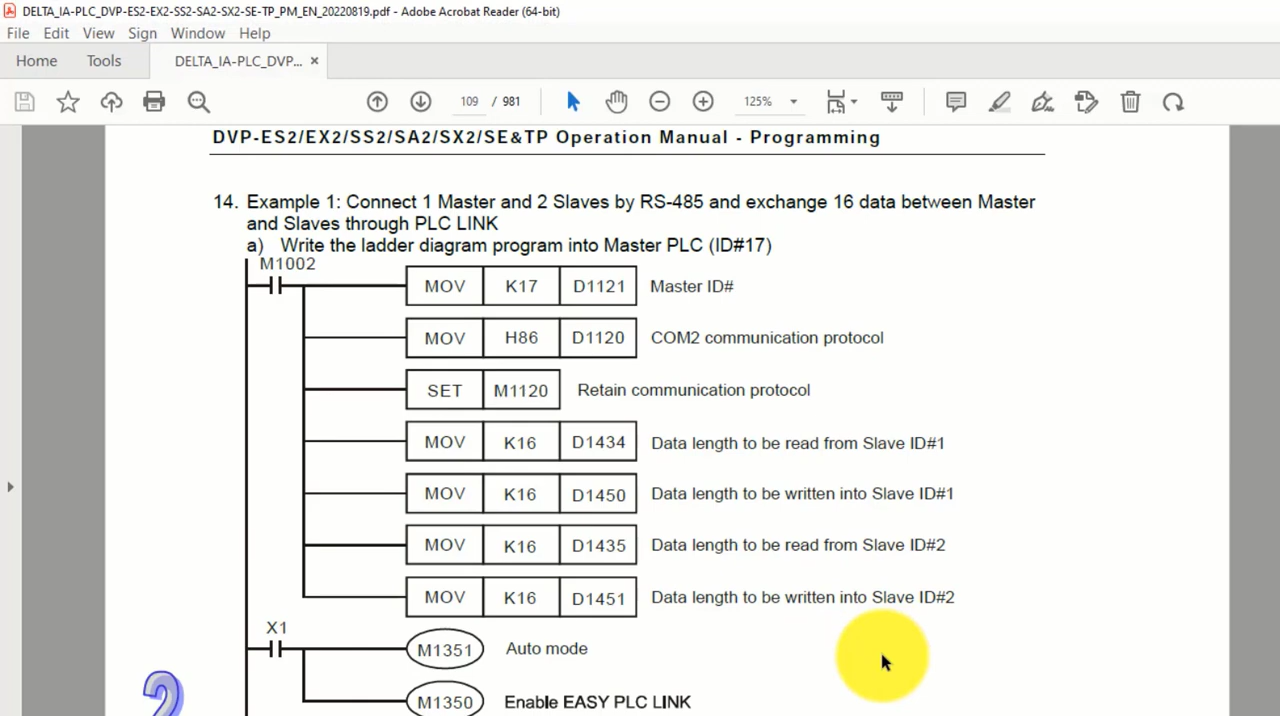 DELTA_IA-PLC_DVP-ES2-EX2-SS2-SA2-SX2-SE-TP_PM_EN_20220819.pdf - Adobe Acrobat Reader (64-bit)
File Edit View Sign Window Help
Home Tools DELTA_IA-PLC_DVP... ×
109 / 981 125%
DVP-ES2/EX2/SS2/SA2/SX2/SE&TP Operation Manual - Programming
14. Example 1: Connect 1 Master and 2 Slaves by RS-485 and exchange 16 data between Master
and Slaves through PLC LINK
a) Write the ladder diagram program into Master PLC (ID#17)
M1002
MOV K17 D1121 Master ID#
MOV H86 D1120 COM2 communication protocol
SET M1120 Retain communication protocol
MOV K16 D1434 Data length to be read from Slave ID#1
MOV K16 D1450 Data length to be written into Slave ID#1
MOV K16 D1435 Data length to be read from Slave ID#2
MOV K16 D1451 Data length to be written into Slave ID#2
X1
M1351 Auto mode
2
M1350 Enable EASY PLC LINK